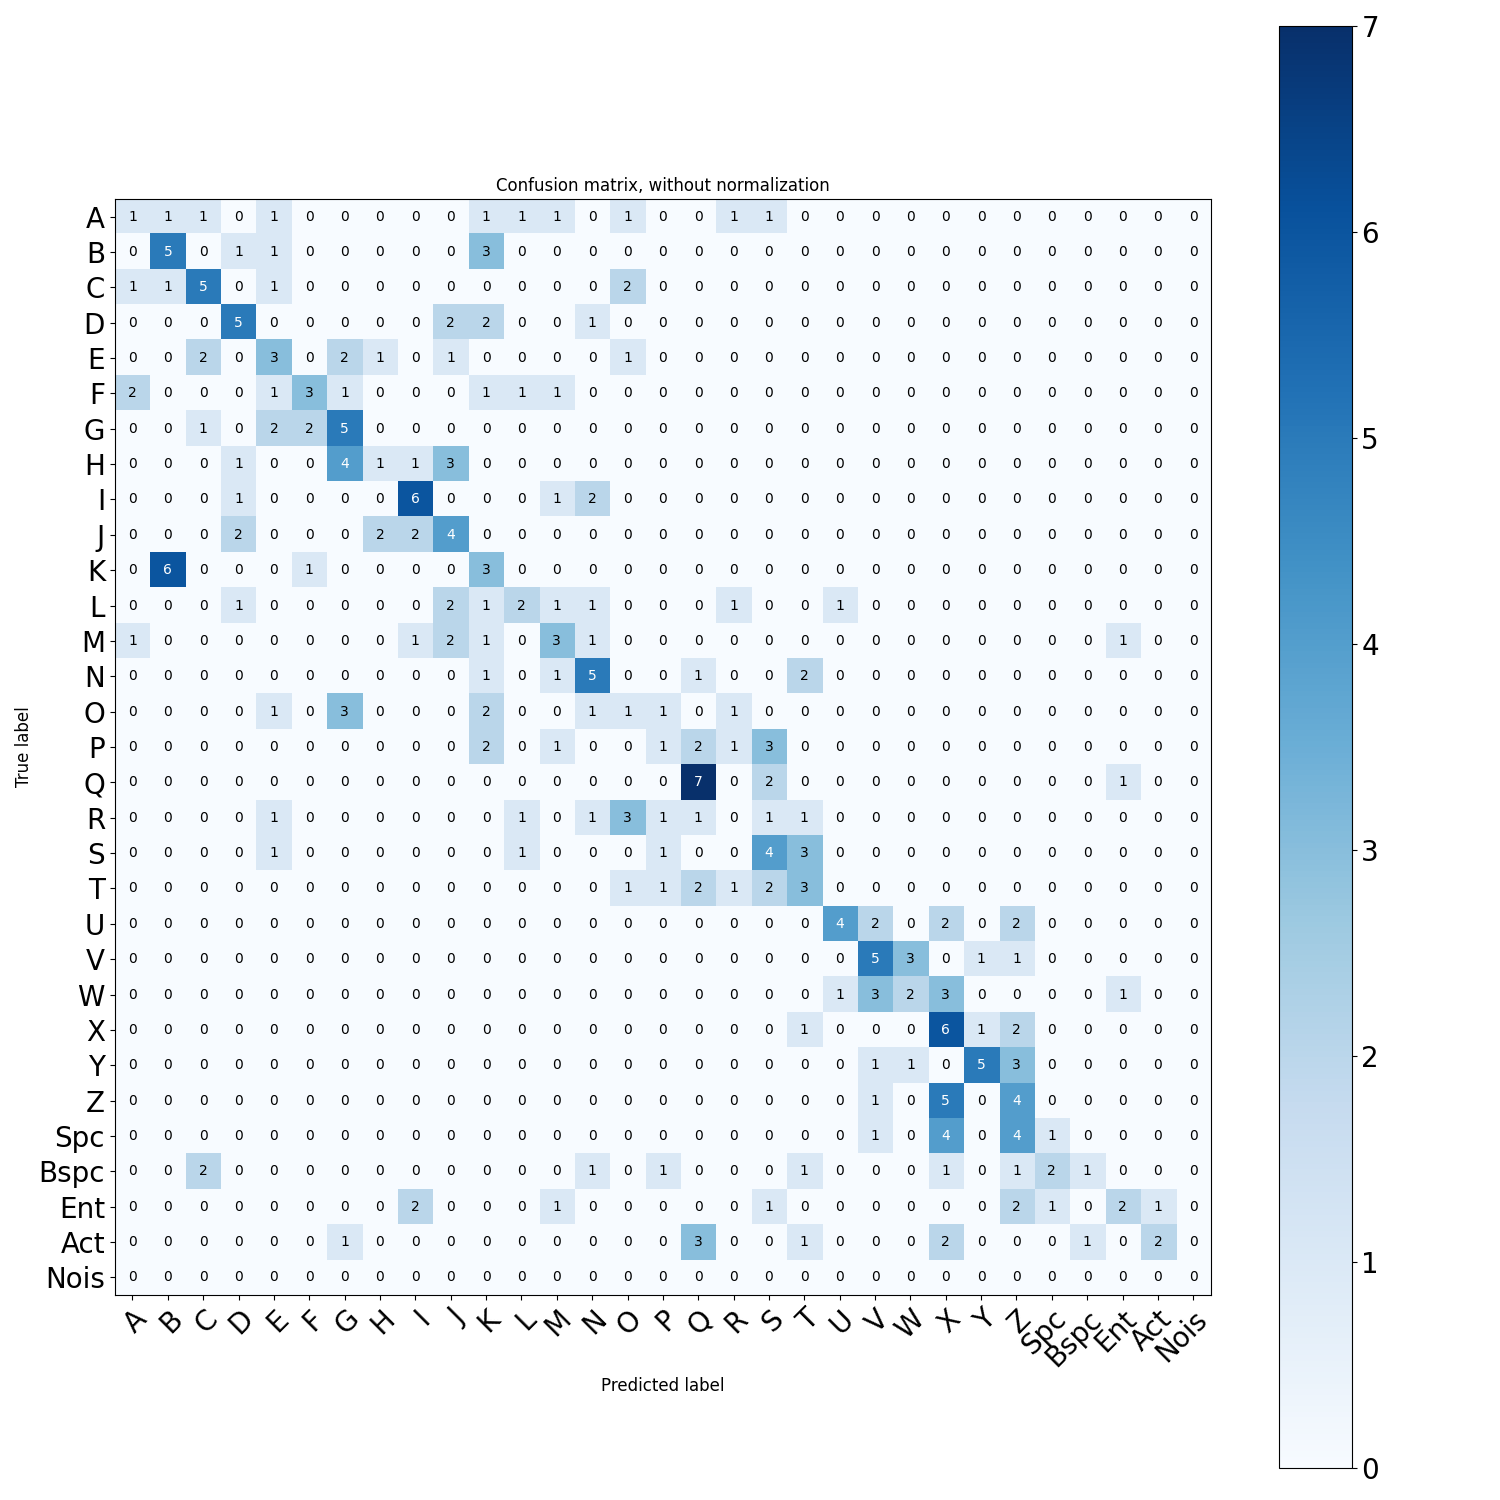 Confusion matrix, without normalization
A 1 1 1 0 1 0 0 0 0 0 1 1 1 0 1 0 0 1 1 0 0 0 0 0 0 0 0 0 0 0 0
B 0 5 0 1 1 0 0 0 0 0 3 0 0 0 0 0 0 0 0 0 0 0 0 0 0 0 0 0 0 0 0
C 1 1 5 0 1 0 0 0 0 0 0 0 0 0 2 0 0 0 0 0 0 0 0 0 0 0 0 0 0 0 0
D 0 0 0 5 0 0 0 0 0 2 2 0 0 1 0 0 0 0 0 0 0 0 0 0 0 0 0 0 0 0 0
E 0 0 2 0 3 0 2 1 0 1 0 0 0 0 1 0 0 0 0 0 0 0 0 0 0 0 0 0 0 0 0
F 2 0 0 0 1 3 1 0 0 0 1 1 1 0 0 0 0 0 0 0 0 0 0 0 0 0 0 0 0 0 0
G 0 0 1 0 2 2 5 0 0 0 0 0 0 0 0 0 0 0 0 0 0 0 0 0 0 0 0 0 0 0 0
H 0 0 0 1 0 0 4 1 1 3 0 0 0 0 0 0 0 0 0 0 0 0 0 0 0 0 0 0 0 0 0
I 0 0 0 1 0 0 0 0 6 0 0 0 1 2 0 0 0 0 0 0 0 0 0 0 0 0 0 0 0 0 0
J 0 0 0 2 0 0 0 2 2 4 0 0 0 0 0 0 0 0 0 0 0 0 0 0 0 0 0 0 0 0 0
K 0 6 0 0 0 1 0 0 0 0 3 0 0 0 0 0 0 0 0 0 0 0 0 0 0 0 0 0 0 0 0
L 0 0 0 1 0 0 0 0 0 2 1 2 1 1 0 0 0 1 0 0 1 0 0 0 0 0 0 0 0 0 0
M 1 0 0 0 0 0 0 0 1 2 1 0 3 1 0 0 0 0 0 0 0 0 0 0 0 0 0 0 1 0 0
N 0 0 0 0 0 0 0 0 0 0 1 0 1 5 0 0 1 0 0 2 0 0 0 0 0 0 0 0 0 0 0
O 0 0 0 0 1 0 3 0 0 0 2 0 0 1 1 1 0 1 0 0 0 0 0 0 0 0 0 0 0 0 0
P 0 0 0 0 0 0 0 0 0 0 2 0 1 0 0 1 2 1 3 0 0 0 0 0 0 0 0 0 0 0 0
Q 0 0 0 0 0 0 0 0 0 0 0 0 0 0 0 0 7 0 2 0 0 0 0 0 0 0 0 0 1 0 0
R 0 0 0 0 1 0 0 0 0 0 0 1 0 1 3 1 1 0 1 1 0 0 0 0 0 0 0 0 0 0 0
S 0 0 0 0 1 0 0 0 0 0 0 1 0 0 0 1 0 0 4 3 0 0 0 0 0 0 0 0 0 0 0
T 0 0 0 0 0 0 0 0 0 0 0 0 0 0 1 1 2 1 2 3 0 0 0 0 0 0 0 0 0 0 0
U 0 0 0 0 0 0 0 0 0 0 0 0 0 0 0 0 0 0 0 0 4 2 0 2 0 2 0 0 0 0 0
V 0 0 0 0 0 0 0 0 0 0 0 0 0 0 0 0 0 0 0 0 0 5 3 0 1 1 0 0 0 0 0
W 0 0 0 0 0 0 0 0 0 0 0 0 0 0 0 0 0 0 0 0 1 3 2 3 0 0 0 0 1 0 0
X 0 0 0 0 0 0 0 0 0 0 0 0 0 0 0 0 0 0 0 1 0 0 0 6 1 2 0 0 0 0 0
Y 0 0 0 0 0 0 0 0 0 0 0 0 0 0 0 0 0 0 0 0 0 1 1 0 5 3 0 0 0 0 0
Z 0 0 0 0 0 0 0 0 0 0 0 0 0 0 0 0 0 0 0 0 0 1 0 5 0 4 0 0 0 0 0
Spc 0 0 0 0 0 0 0 0 0 0 0 0 0 0 0 0 0 0 0 0 0 1 0 4 0 4 1 0 0 0 0
Bspc 0 0 2 0 0 0 0 0 0 0 0 0 0 1 0 1 0 0 0 1 0 0 0 1 0 1 2 1 0 0 0
Ent 0 0 0 0 0 0 0 0 2 0 0 0 1 0 0 0 0 0 1 0 0 0 0 0 0 2 1 0 2 1 0
Act 0 0 0 0 0 0 1 0 0 0 0 0 0 0 0 0 3 0 0 1 0 0 0 2 0 0 0 1 0 2 0
Nois 0 0 0 0 0 0 0 0 0 0 0 0 0 0 0 0 0 0 0 0 0 0 0 0 0 0 0 0 0 0 0
A B C D E F G H I J K L M N O P Q R S T U V W X Y Z Spc Bspc Ent Act Nois
Predicted label
True label
7
6
5
4
3
2
1
0